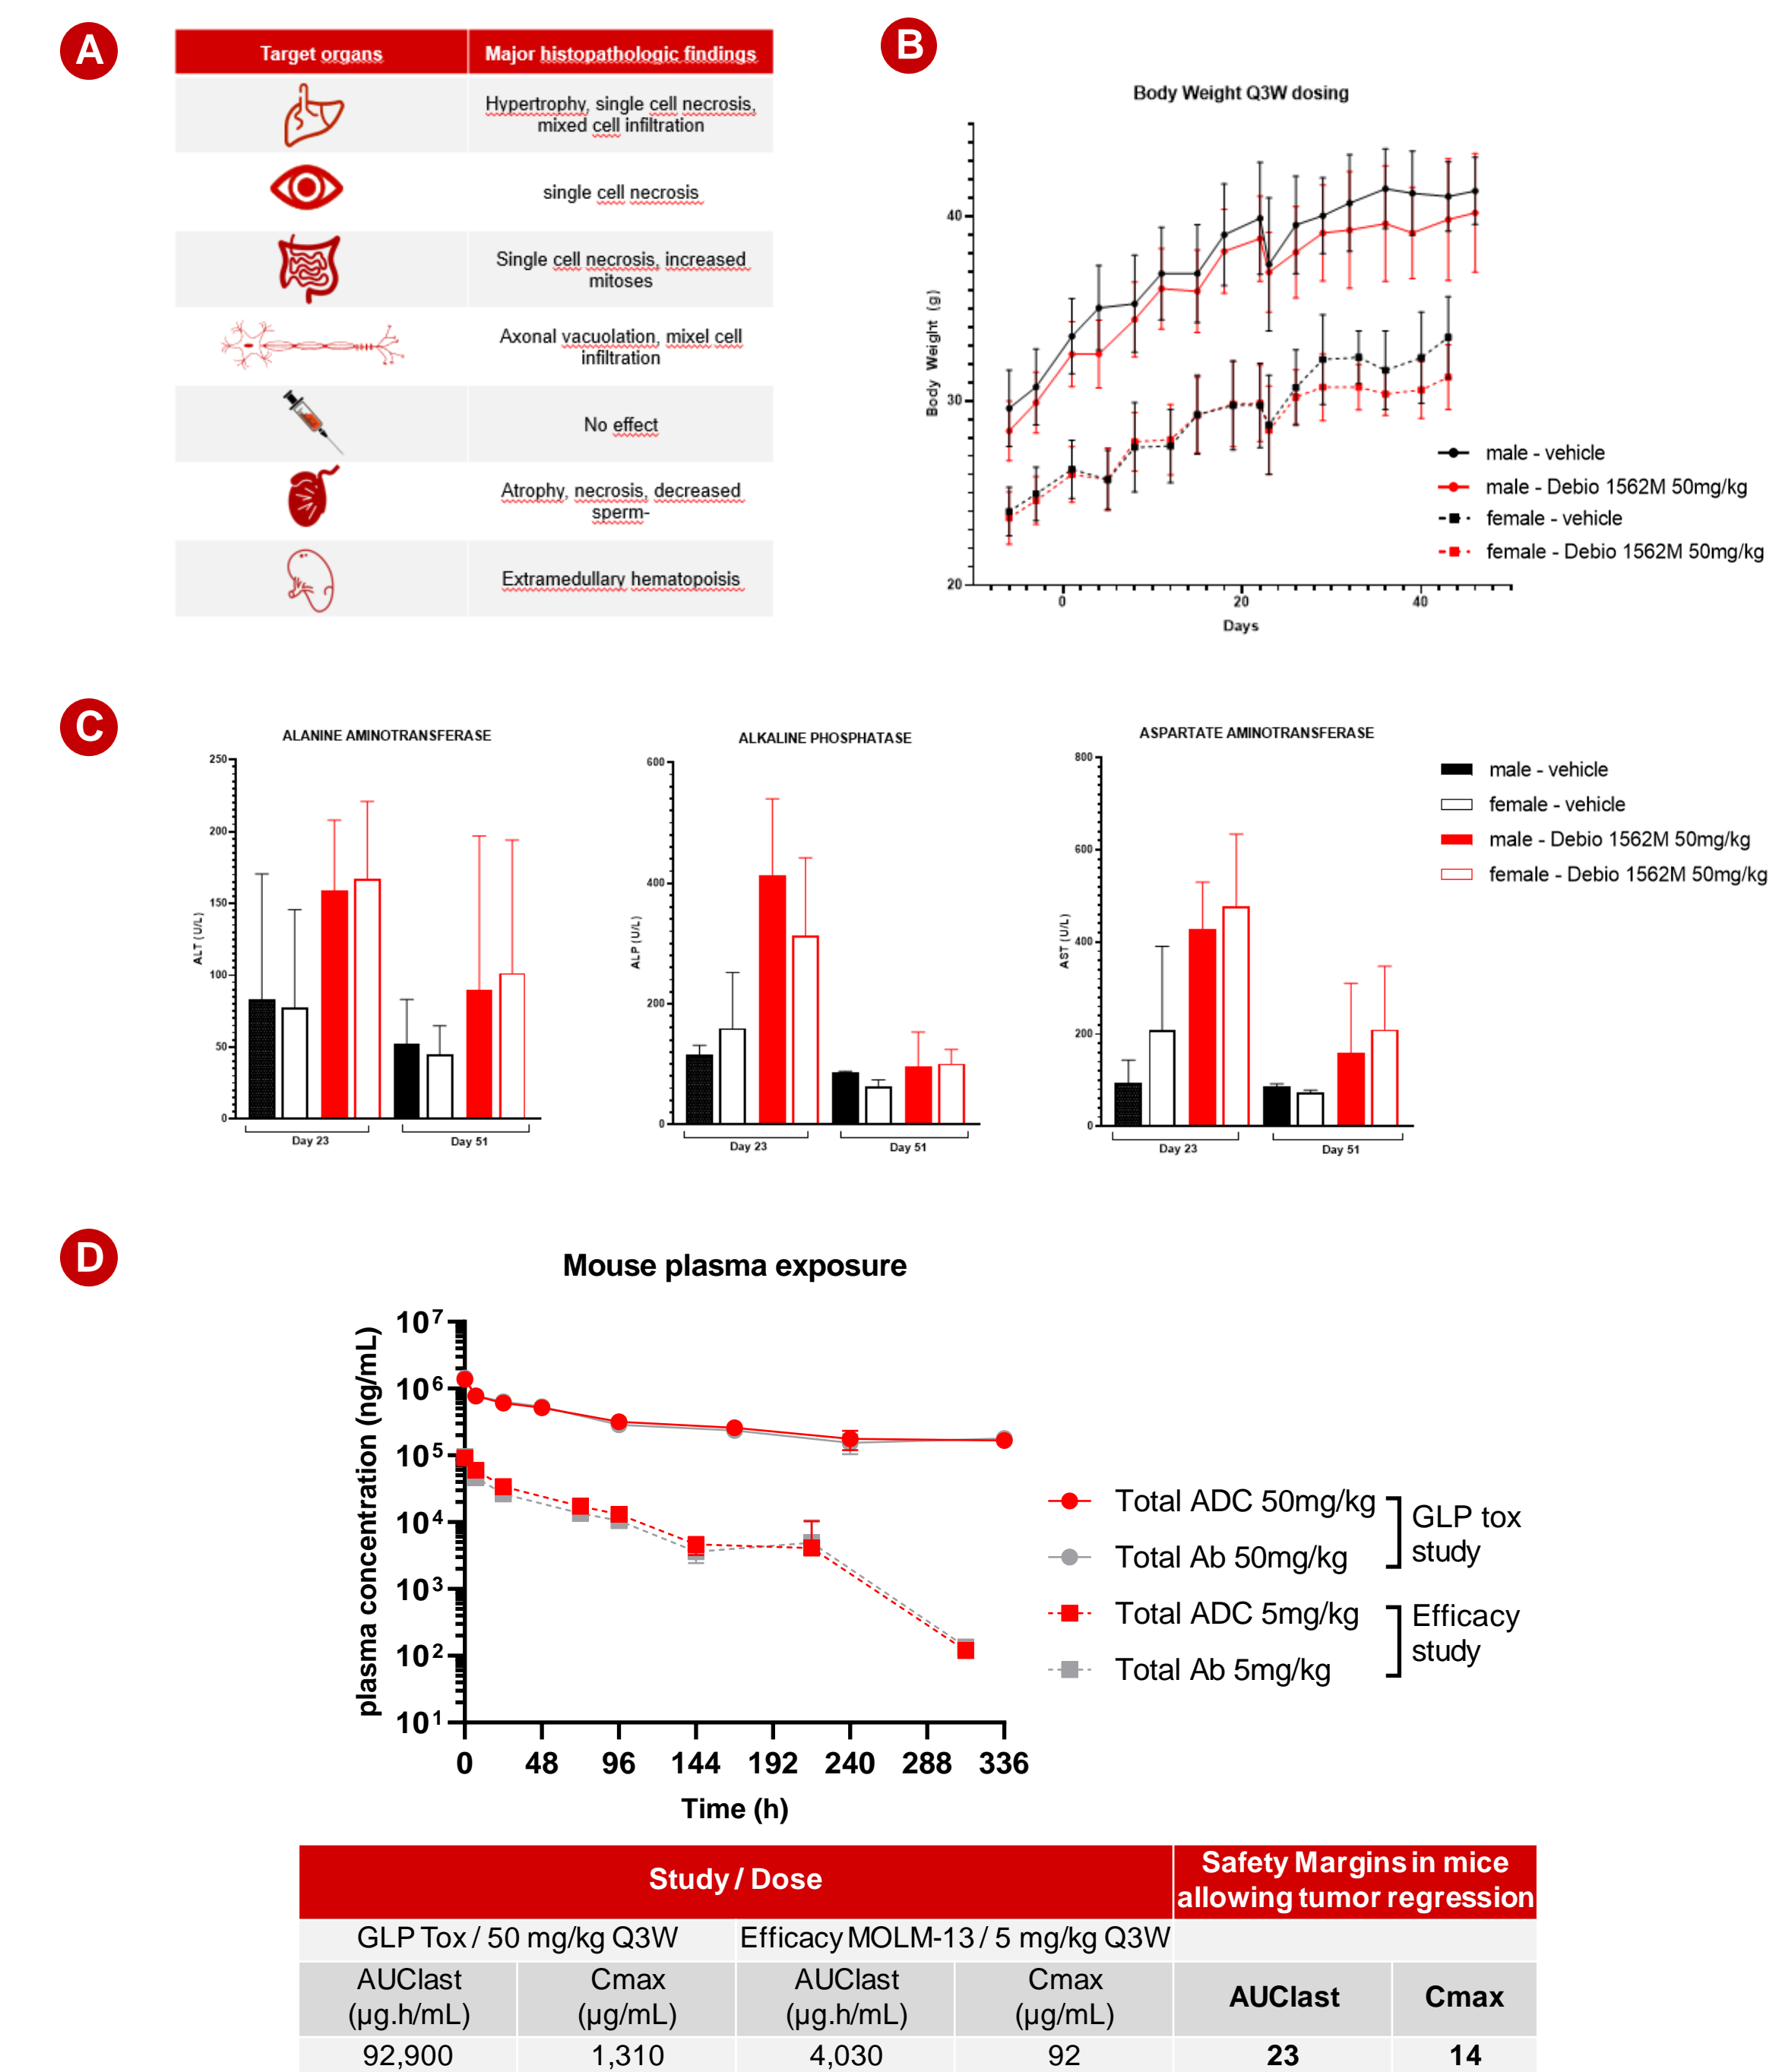 A
Target organs
Major histopathologic findings
Hypertrophy, single cell necrosis,
mixed cell infiltration
single cell necrosis
Single cell necrosis, increased
mitoses
Axonal vacuolation, mixel cell
infiltration
No effect
Atrophy, necrosis, decreased
sperm-
Extramedullary hematopoisis
B
Body Weight Q3W dosing
Body Weight (g)
40
30
20
0
20
40
Days
male - vehicle
male - Debio 1562M 50mg/kg
female - vehicle
female - Debio 1562M 50mg/kg
C
ALANINE AMINOTRANSFERASE
ALT (U/L)
250
200
150
100
50
0
Day 23
Day 51
ALKALINE PHOSPHATASE
ALP (U/L)
600
400
200
0
Day 23
Day 51
ASPARTATE AMINOTRANSFERASE
AST (U/L)
800
600
400
200
0
Day 23
Day 51
male - vehicle
female - vehicle
male - Debio 1562M 50mg/kg
female - Debio 1562M 50mg/kg
D
Mouse plasma exposure
plasma concentration (ng/mL)
10⁷
10⁶
10⁵
10⁴
10³
10²
10¹
0 48 96 144 192 240 288 336
Time (h)
Total ADC 50mg/kg
Total Ab 50mg/kg
GLP tox
study
Total ADC 5mg/kg
Total Ab 5mg/kg
Efficacy
study
Study / Dose
Safety Margins in mice
allowing tumor regression
GLP Tox / 50 mg/kg Q3W
Efficacy MOLM-13 / 5 mg/kg Q3W
AUClast
(µg.h/mL)
Cmax
(µg/mL)
AUClast
(µg.h/mL)
Cmax
(µg/mL)
AUClast
Cmax
92,900
1,310
4,030
92
23
14